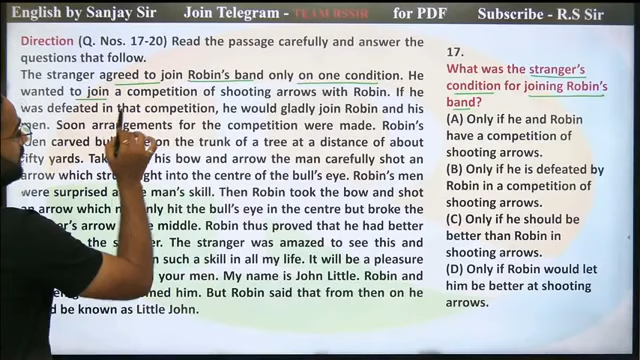 English by Sanjay Sir Join Telegram - TEAM RSSIR for PDF Subscribe - R.S Sir
Direction (Q. Nos. 17-20) Read the passage carefully and answer the
questions that follow.
The stranger agreed to join Robin's band only on one condition. He
wanted to join a competition of shooting arrows with Robin. If he
was defeated in that competition, he would gladly join Robin and his
men. Soon arrangements for the competition were made. Robin's
carved on the trunk of a tree at a distance of about
fifty yards. his bow and arrow the man carefully shot an
arrow which into the centre of the bull's eye. Robin's men
were surprised man's skill. Then Robin took the bow and shot
an arrow which only hit the bull's eye in the centre but broke the
arrow in middle. Robin thus proved that he had better
the The stranger was amazed to see this and
such a skill in all my life. It will be a pleasure
your men. My name is John Little. Robin and
him. But Robin said that from then on he
be known as Little John.
17.
What was the stranger's
condition for joining Robin's
band?
(A) Only if he and Robin
have a competition of
shooting arrows.
(B) Only if he is defeated by
Robin in a competition of
shooting arrows.
(C) Only if he should be
better than Robin in
shooting arrows.
(D) Only if Robin would let
him be better at shooting
arrows.